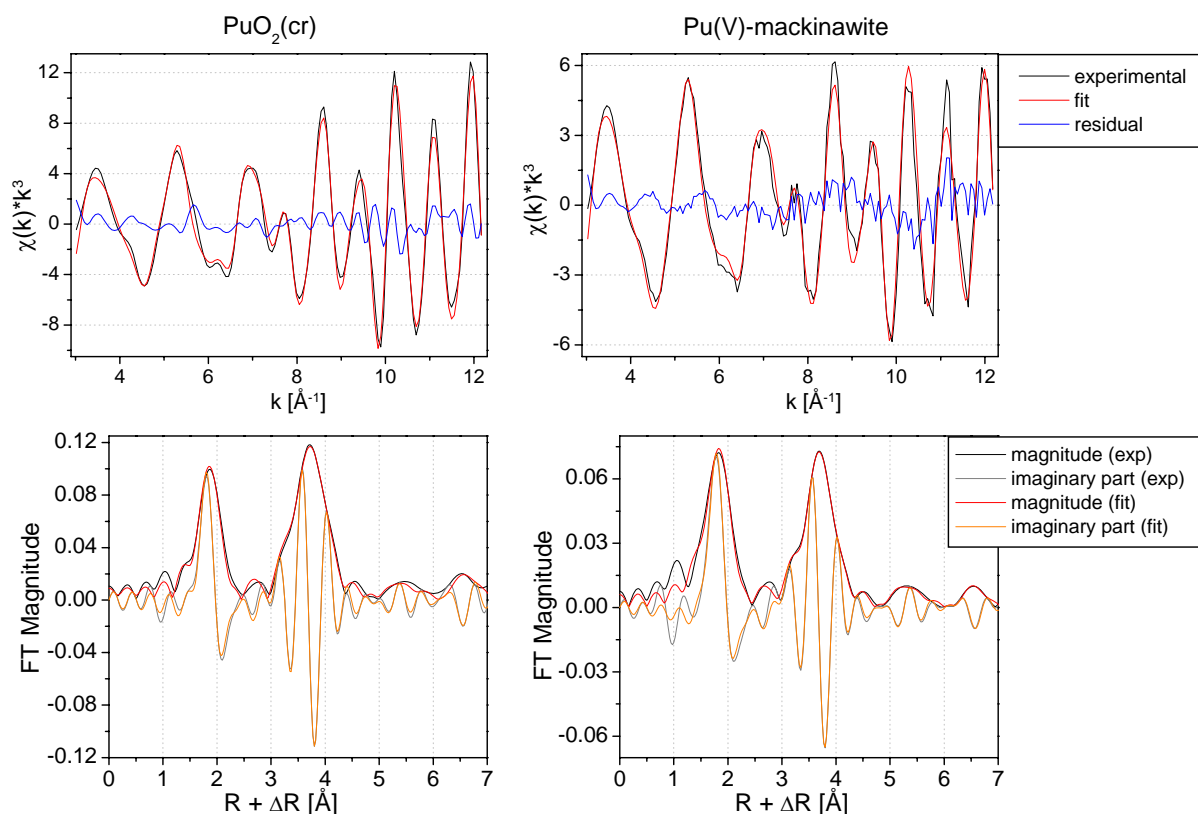 PuO₂(cr)
Pu(V)-mackinawite
12
8
4
0
-4
-8
χ(k)*k³
4
6
8
10
12
k [Å⁻¹]
6
3
0
-3
-6
χ(k)*k³
4
6
8
10
12
k [Å⁻¹]
experimental
fit
residual
0.12
0.08
0.04
0.00
-0.04
-0.08
-0.12
FT Magnitude
0
1
2
3
4
5
6
7
R + ΔR [Å]
0.06
0.03
0.00
-0.03
-0.06
FT Magnitude
0
1
2
3
4
5
6
7
R + ΔR [Å]
magnitude (exp)
imaginary part (exp)
magnitude (fit)
imaginary part (fit)